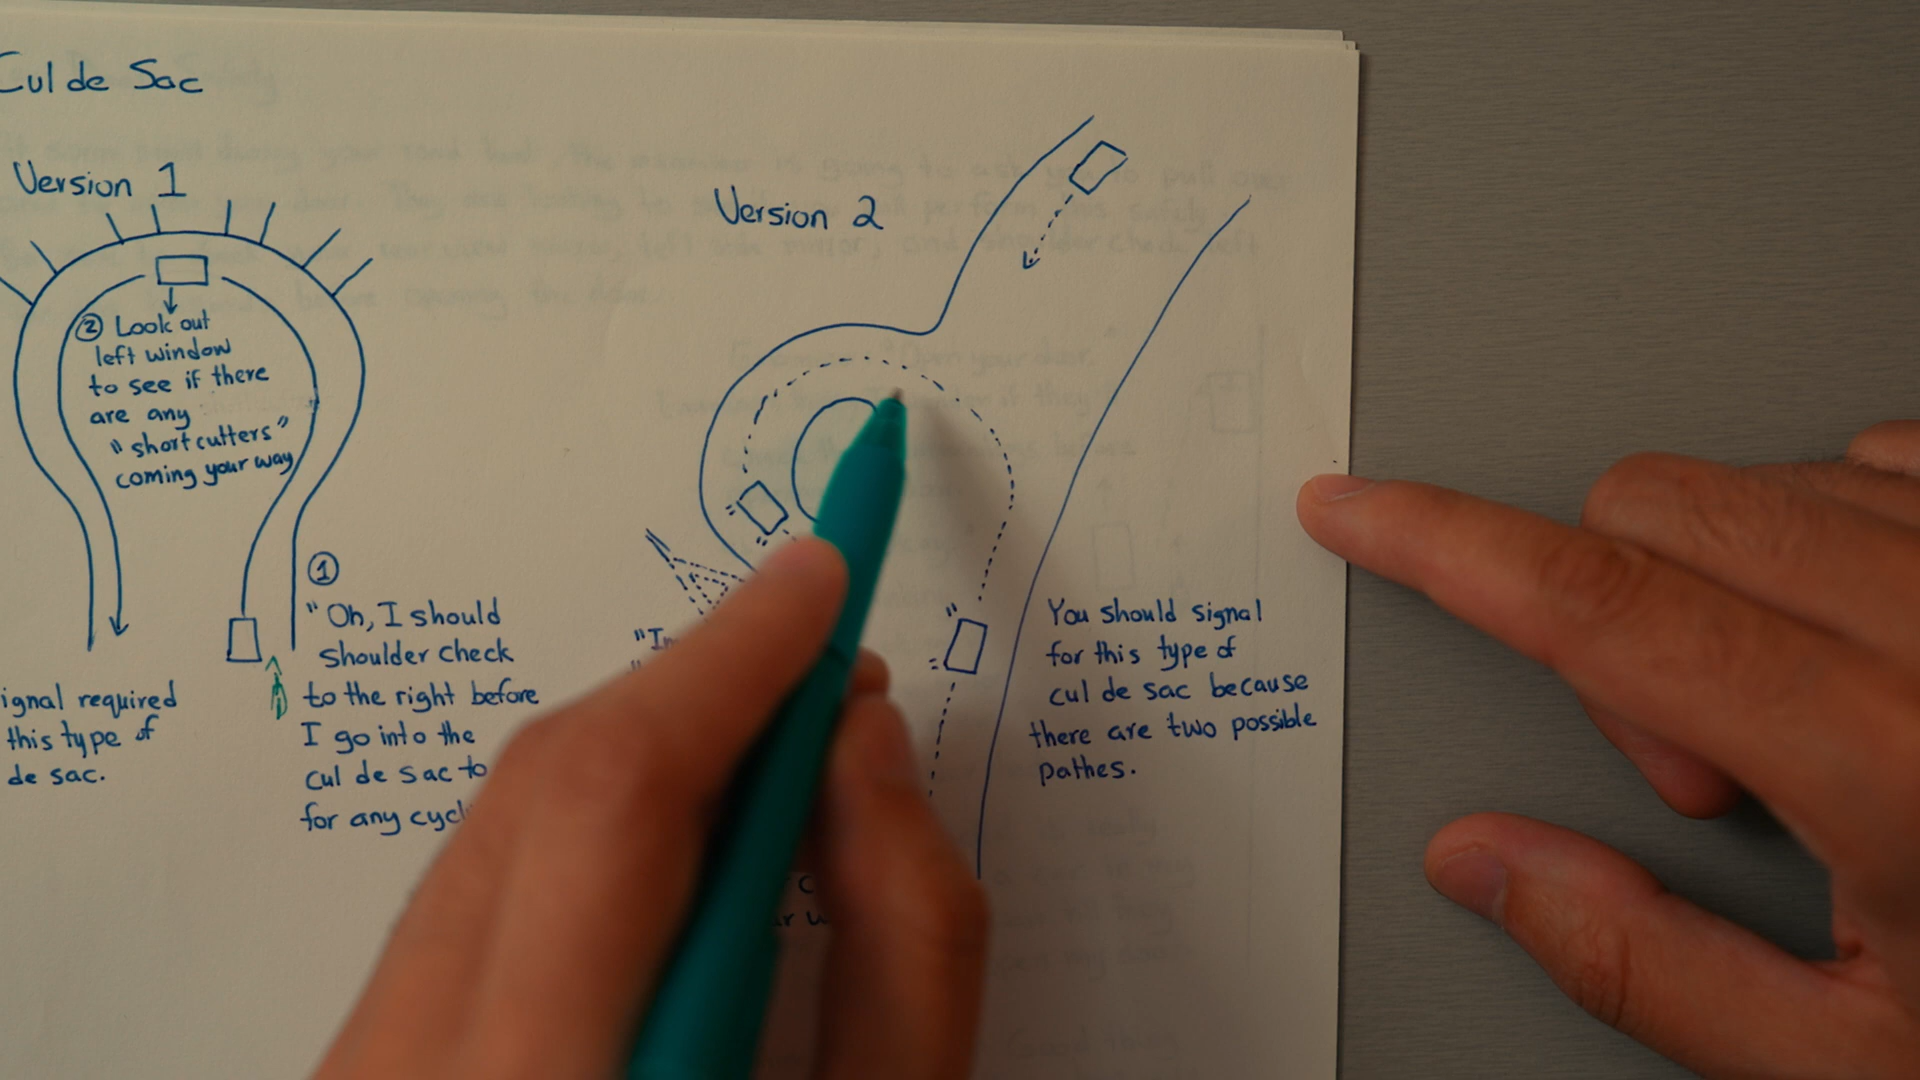 Cul de Sac
Version 1
② Look out
left window
to see if there
are any
"short cutters"
coming your way
①
"Oh, I should
shoulder check
to the right before
I go into the
cul de sac to
for any
ignal required
this type of
de sac.
Version 2
You should signal
for this type of
cul de sac because
there are two possible
pathes.